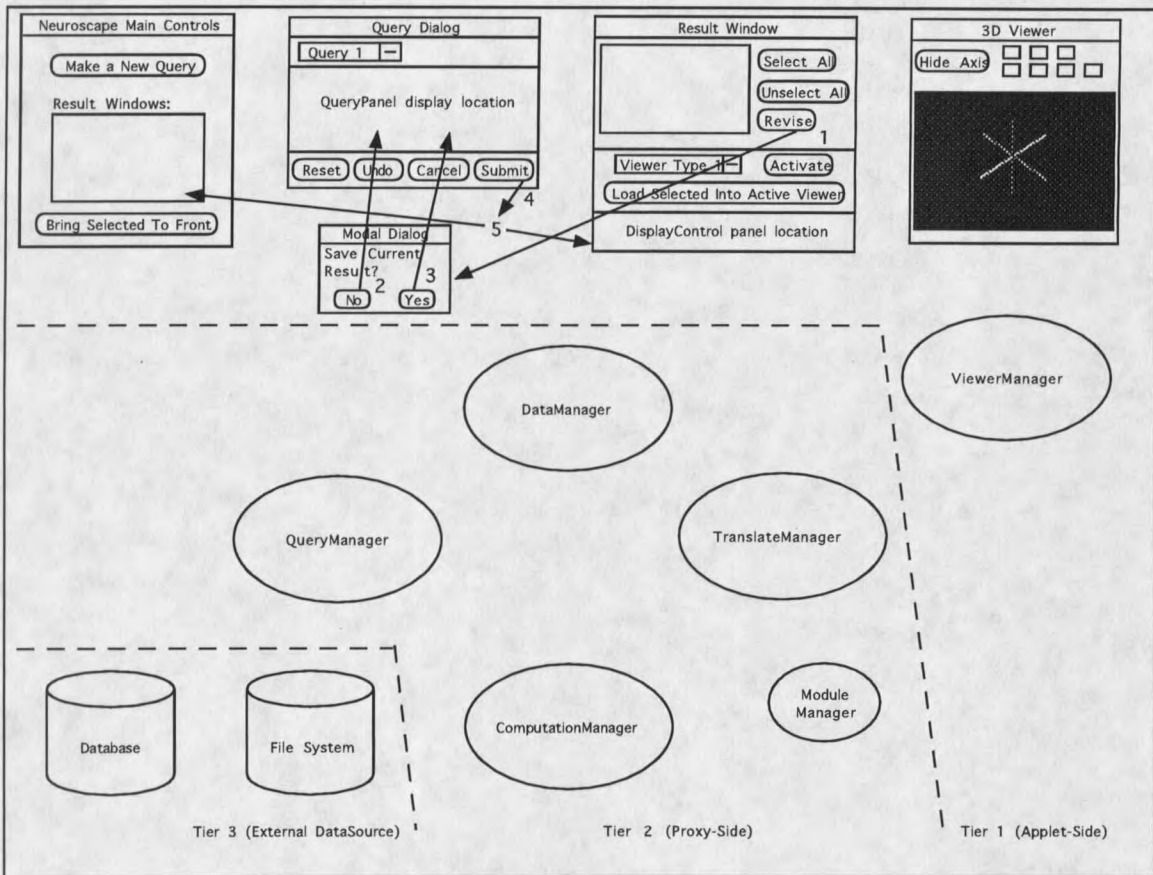 Neuroscape Main Controls
Make a New Query
Result Windows:
Bring Selected To Front
Query Dialog
Query 1
QueryPanel display location
Reset
Undo
Cancel
Submit
4
5
Modal Dialog
Save Current
Result?
2
3
No
Yes
Result Window
Select All
Unselect All
Revise
1
Viewer Type 1
Activate
Load Selected Into Active Viewer
DisplayControl panel location
3D Viewer
Hide Axis
ViewerManager
DataManager
QueryManager
TranslateManager
Database
File System
ComputationManager
Module
Manager
Tier 3 (External DataSource)
Tier 2 (Proxy-Side)
Tier 1 (Applet-Side)